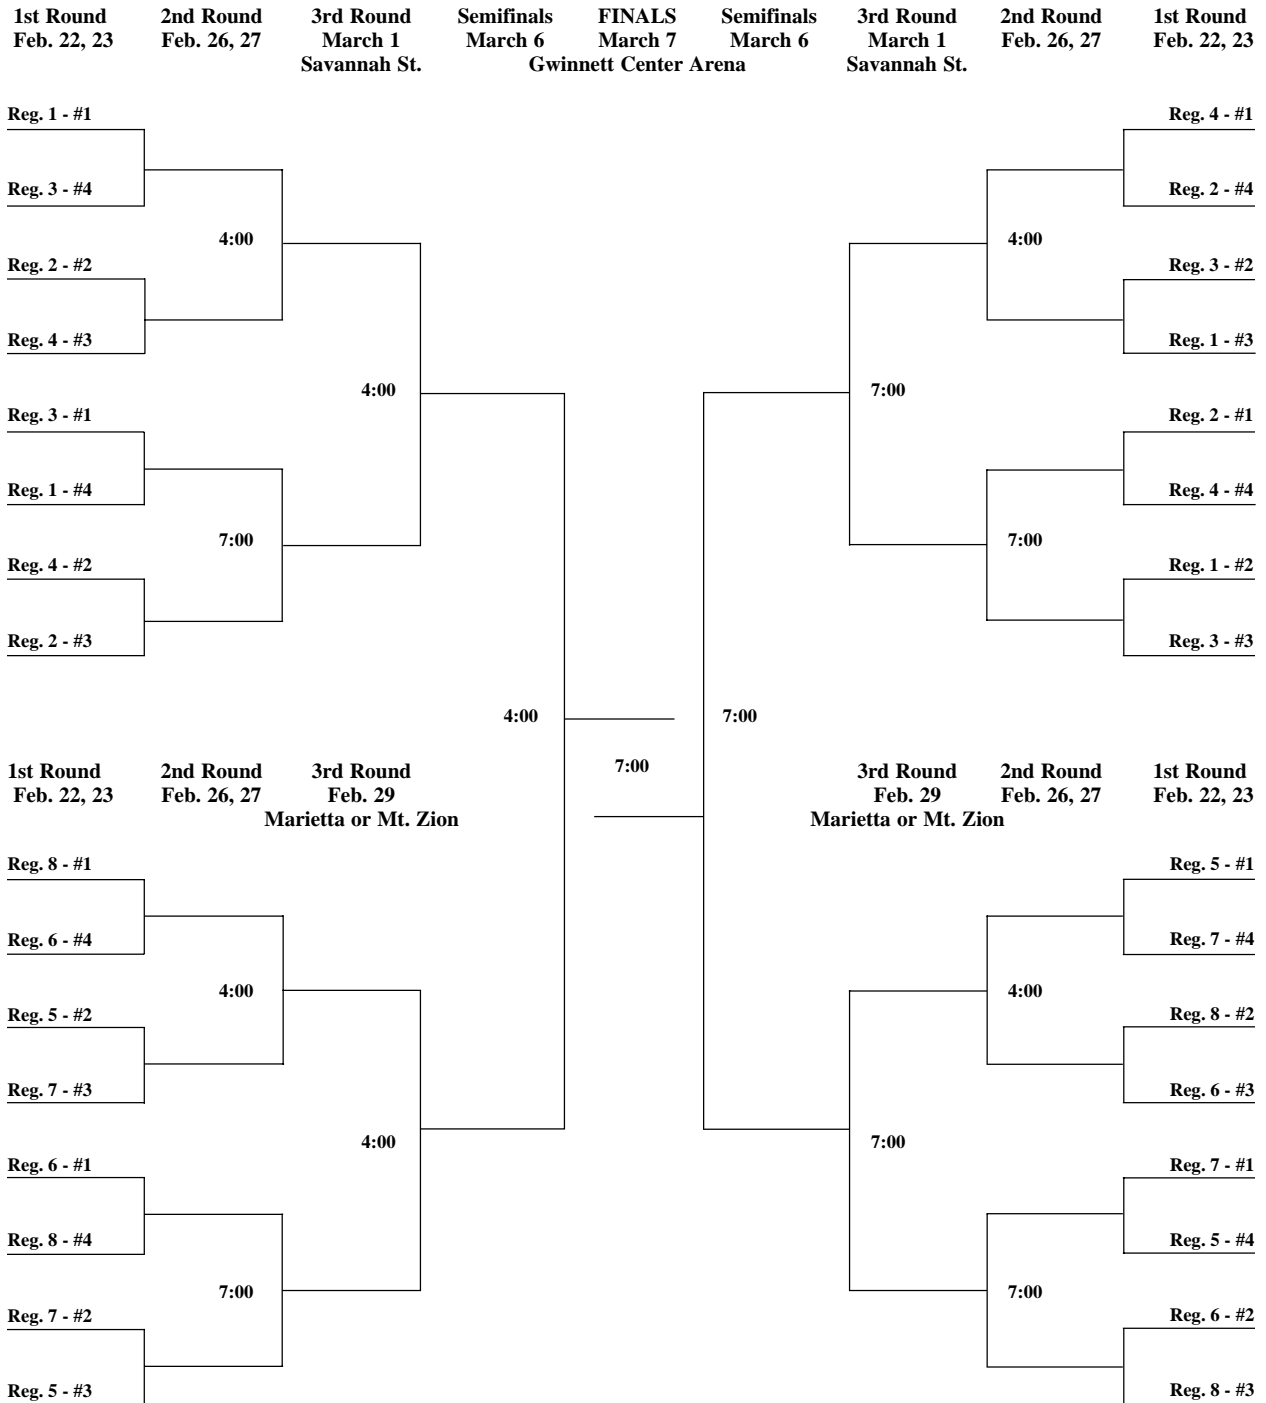 1st Round 2nd Round 3rd Round Semifinals FINALS Semifinals 3rd Round 2nd Round 1st Round
Feb. 22, 23 Feb. 26, 27 March 1 March 6 March 7 March 6 March 1 Feb. 26, 27 Feb. 22, 23
Savannah St. Gwinnett Center Arena Savannah St.
Reg. 1 - #1 Reg. 4 - #1
Reg. 3 - #4 Reg. 2 - #4
4:00 4:00
Reg. 2 - #2 Reg. 3 - #2
Reg. 4 - #3 Reg. 1 - #3
4:00 7:00
Reg. 3 - #1 Reg. 2 - #1
Reg. 1 - #4 Reg. 4 - #4
7:00 7:00
Reg. 4 - #2 Reg. 1 - #2
Reg. 2 - #3 Reg. 3 - #3
4:00 7:00
7:00
1st Round 2nd Round 3rd Round 3rd Round 2nd Round 1st Round
Feb. 22, 23 Feb. 26, 27 Feb. 29 Feb. 29 Feb. 26, 27 Feb. 22, 23
Marietta or Mt. Zion Marietta or Mt. Zion
Reg. 8 - #1 Reg. 5 - #1
Reg. 6 - #4 Reg. 7 - #4
4:00 4:00
Reg. 5 - #2 Reg. 8 - #2
Reg. 7 - #3 Reg. 6 - #3
4:00 7:00
Reg. 6 - #1 Reg. 7 - #1
Reg. 8 - #4 Reg. 5 - #4
7:00 7:00
Reg. 7 - #2 Reg. 6 - #2
Reg. 5 - #3 Reg. 8 - #3